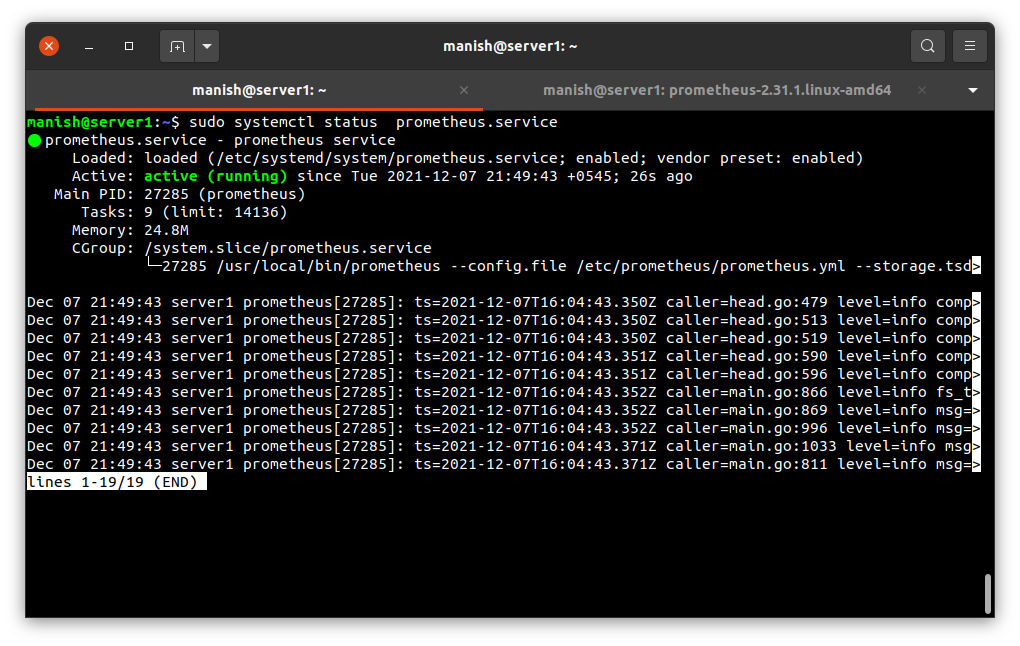 manish@server1: ~
manish@server1: ~
manish@server1: prometheus-2.31.1.linux-amd64
manish@server1:~$ sudo systemctl status  prometheus.service
● prometheus.service - prometheus service
     Loaded: loaded (/etc/systemd/system/prometheus.service; enabled; vendor preset: enabled)
     Active: active (running) since Tue 2021-12-07 21:49:43 +0545; 26s ago
   Main PID: 27285 (prometheus)
      Tasks: 9 (limit: 14136)
     Memory: 24.8M
     CGroup: /system.slice/prometheus.service
             └─27285 /usr/local/bin/prometheus --config.file /etc/prometheus/prometheus.yml --storage.tsd>
Dec 07 21:49:43 server1 prometheus[27285]: ts=2021-12-07T16:04:43.350Z caller=head.go:479 level=info comp>
Dec 07 21:49:43 server1 prometheus[27285]: ts=2021-12-07T16:04:43.350Z caller=head.go:513 level=info comp>
Dec 07 21:49:43 server1 prometheus[27285]: ts=2021-12-07T16:04:43.350Z caller=head.go:519 level=info comp>
Dec 07 21:49:43 server1 prometheus[27285]: ts=2021-12-07T16:04:43.351Z caller=head.go:590 level=info comp>
Dec 07 21:49:43 server1 prometheus[27285]: ts=2021-12-07T16:04:43.351Z caller=head.go:596 level=info comp>
Dec 07 21:49:43 server1 prometheus[27285]: ts=2021-12-07T16:04:43.352Z caller=main.go:866 level=info fs_t>
Dec 07 21:49:43 server1 prometheus[27285]: ts=2021-12-07T16:04:43.352Z caller=main.go:869 level=info msg=>
Dec 07 21:49:43 server1 prometheus[27285]: ts=2021-12-07T16:04:43.352Z caller=main.go:996 level=info msg=>
Dec 07 21:49:43 server1 prometheus[27285]: ts=2021-12-07T16:04:43.371Z caller=main.go:1033 level=info msg>
Dec 07 21:49:43 server1 prometheus[27285]: ts=2021-12-07T16:04:43.371Z caller=main.go:811 level=info msg=>
lines 1-19/19 (END)